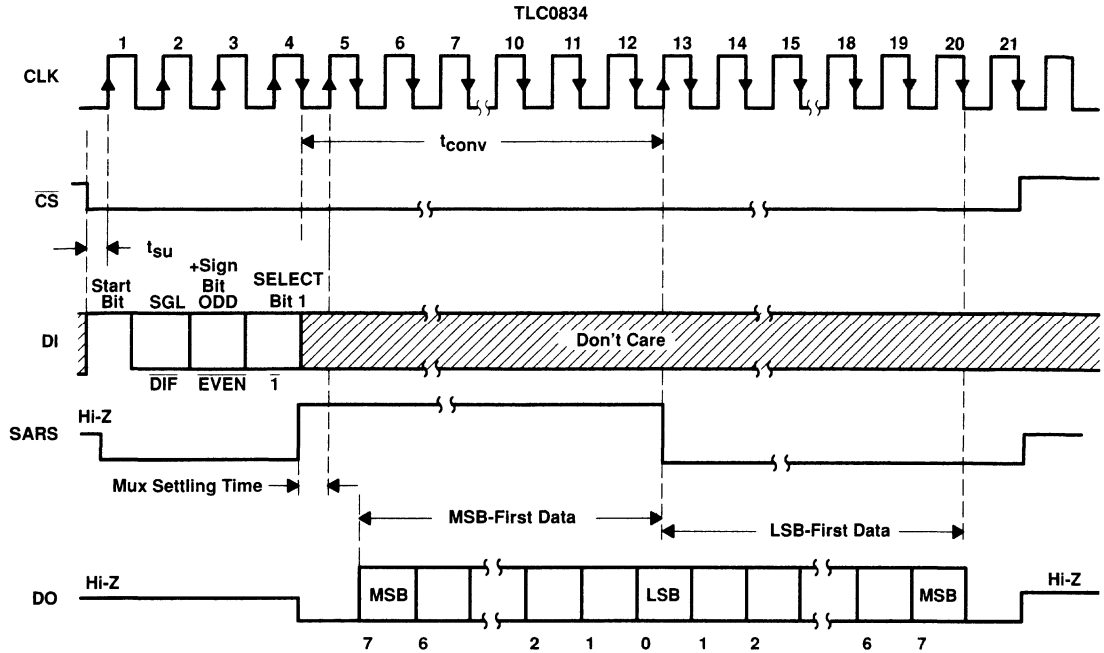 TLC0834
1 2 3 4 5 6 7 10 11 12 13 14 15 18 19 20 21
CLK
tconv
CS
tsu
Start Bit
SGL
+Sign Bit ODD
SELECT Bit 1
DI
Don't Care
DIF
EVEN
1
Hi-Z
SARS
Mux Settling Time
MSB-First Data
LSB-First Data
Hi-Z
DO
MSB
LSB
MSB
Hi-Z
7 6 2 1 0 1 2 6 7